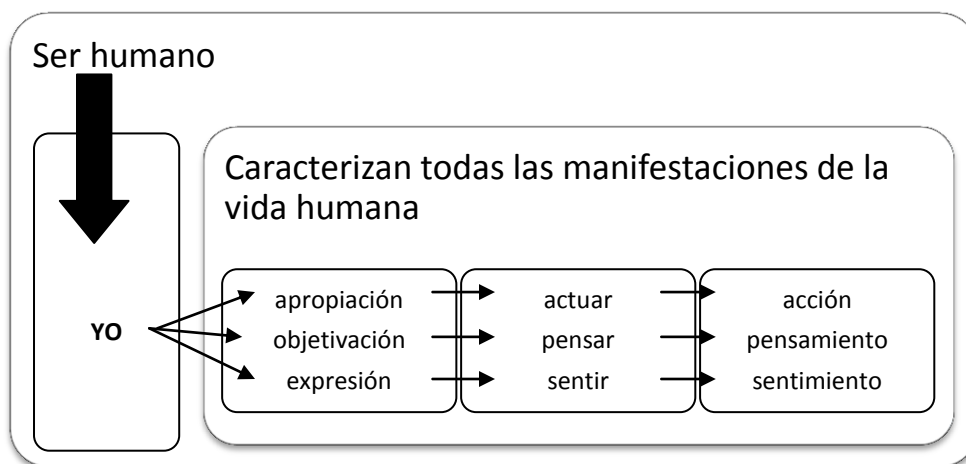 Ser humano
Caracterizan todas las manifestaciones de la
vida humana
YO
apropiación actuar acción
objetivación pensar pensamiento
expresión sentir sentimiento